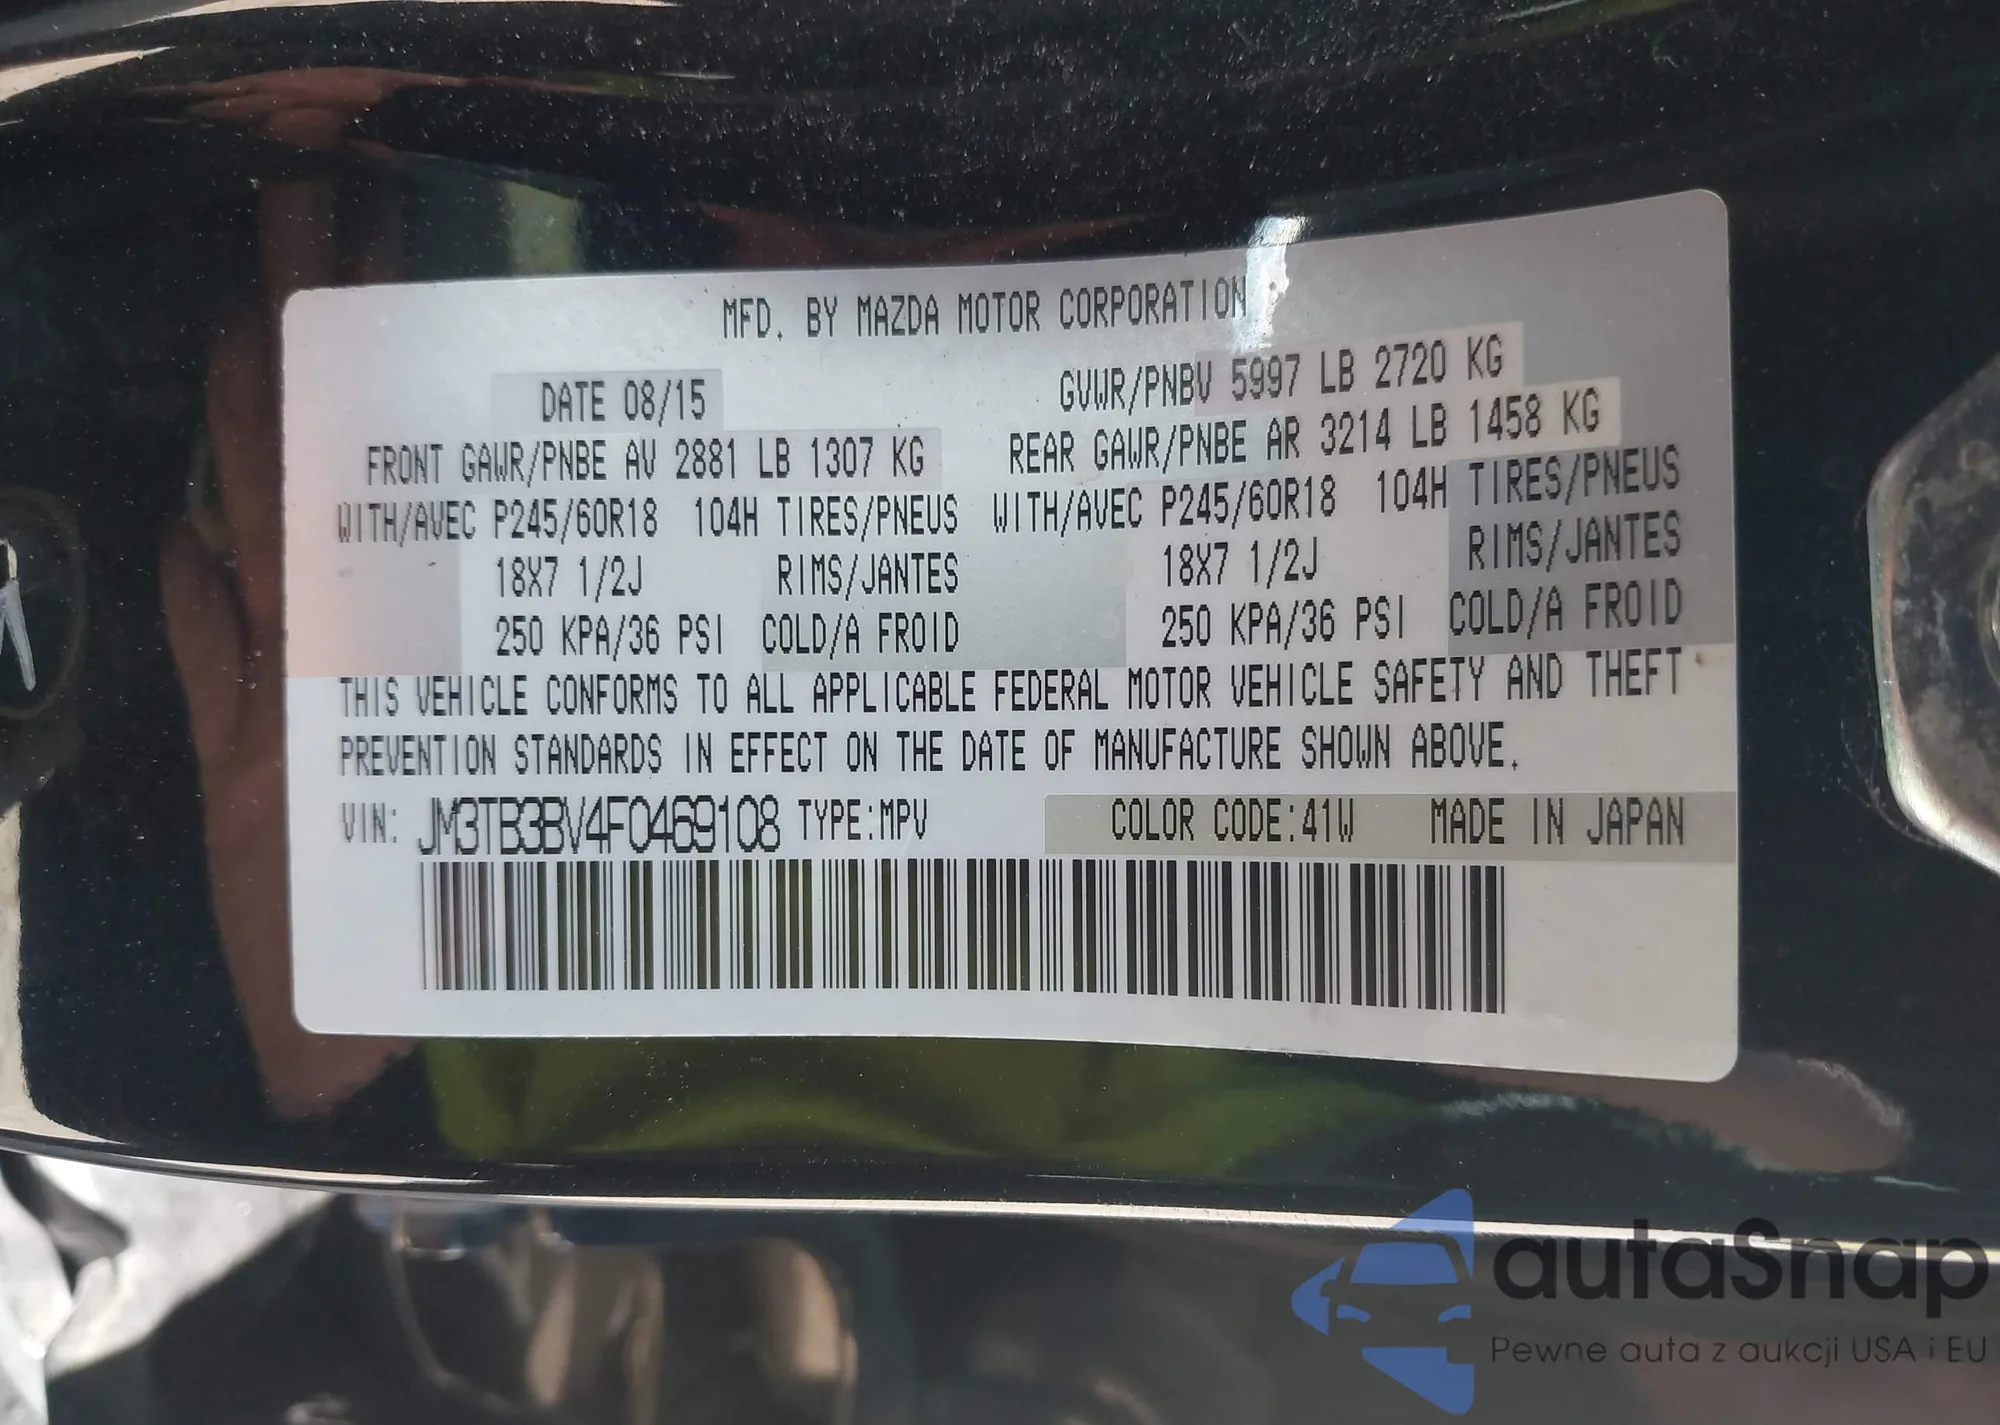 MFD. BY MAZDA MOTOR CORPORATION
DATE 08/15
GVWR/PNBV 5997 LB 2720 KG
FRONT GAWR/PNBE AV 2881 LB 1307 KG
REAR GAWR/PNBE AR 3214 LB 1458 KG
WITH/AVEC P245/60R18 104H TIRES/PNEUS
WITH/AVEC P245/60R18 104H TIRES/PNEUS
18X7 1/2J RIMS/JANTES
18X7 1/2J RIMS/JANTES
250 KPA/36 PSI COLD/A FROID
250 KPA/36 PSI COLD/A FROID
THIS VEHICLE CONFORMS TO ALL APPLICABLE FEDERAL MOTOR VEHICLE SAFETY AND THEFT
PREVENTION STANDARDS IN EFFECT ON THE DATE OF MANUFACTURE SHOWN ABOVE.
VIN: JM3TB3BV4F0469108 TYPE:MPV COLOR CODE:41W MADE IN JAPAN
autaSnap
Pewne auta z aukcji USA i EU